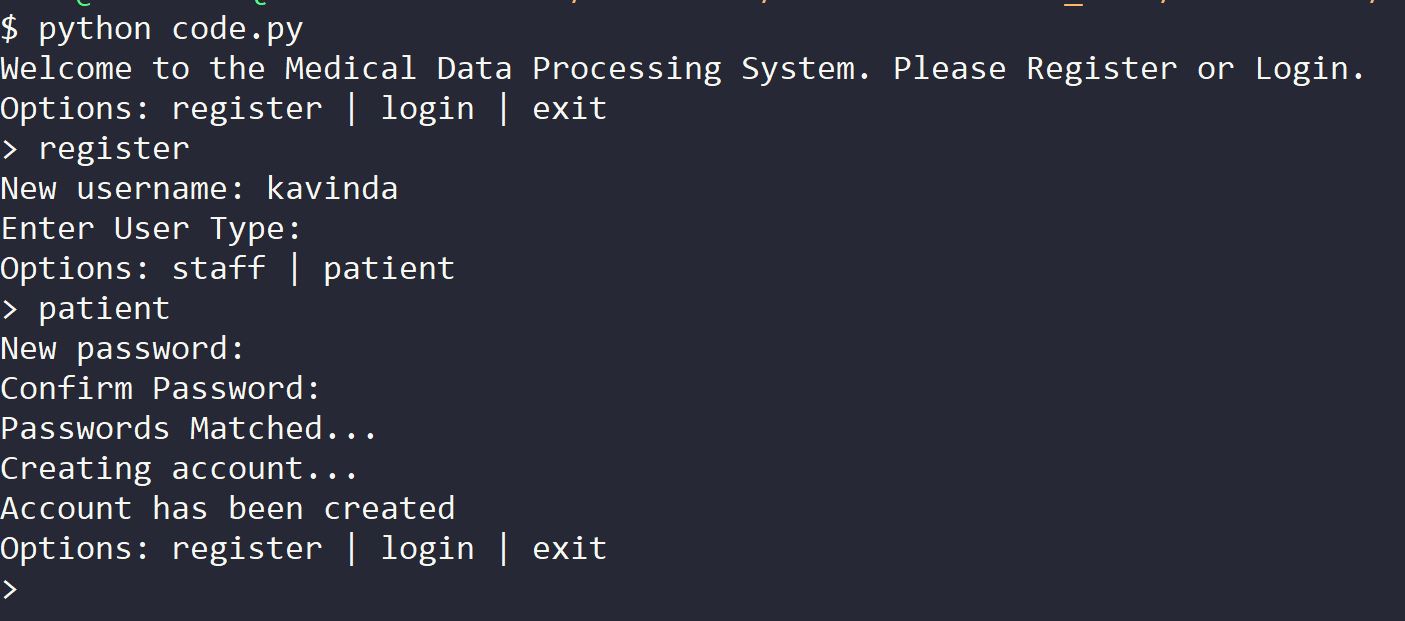 $ python code.py
Welcome to the Medical Data Processing System. Please Register or Login.
Options: register | login | exit
> register
New username: kavinda
Enter User Type:
Options: staff | patient
> patient
New password:
Confirm Password:
Passwords Matched...
Creating account...
Account has been created
Options: register | login | exit
>